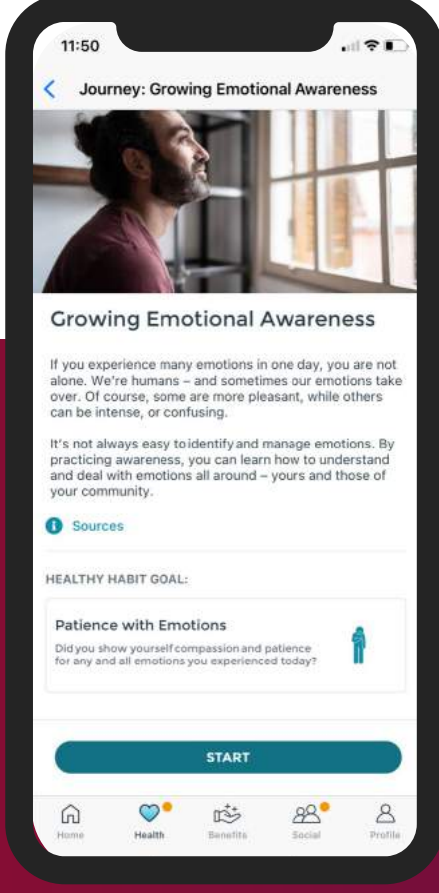 11:50
Journey: Growing Emotional Awareness
Growing Emotional Awareness
If you experience many emotions in one day, you are not
alone. We're humans – and sometimes our emotions take
over. Of course, some are more pleasant, while others
can be intense, or confusing.
It's not always easy to identify and manage emotions. By
practicing awareness, you can learn how to understand
and deal with emotions all around – yours and those of
your community.
Sources
HEALTHY HABIT GOAL:
Patience with Emotions
Did you show yourself compassion and patience
for any and all emotions you experienced today?
START
Home
Health
Benefits
Social
Profile